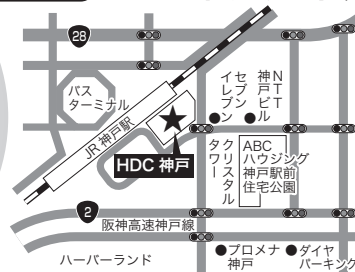 28
バス
ターミナル
JR神戸駅
セブン
イレブン
神戸ビル
NTT
HDC 神戸
クリスタル
タワー
ABC
ハウジング
神戸駅前
住宅公園
2
阪神高速神戸線
ハーバーランド
プロメナ
神戸
ダイヤ
パーキング